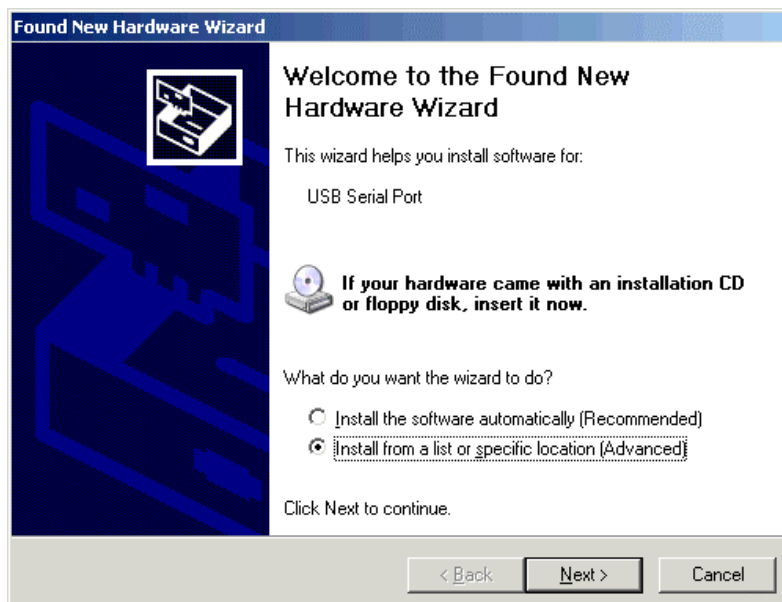 Found New Hardware Wizard
Welcome to the Found New
Hardware Wizard
This wizard helps you install software for:
USB Serial Port
If your hardware came with an installation CD
or floppy disk, insert it now.
What do you want the wizard to do?
Install the software automatically (Recommended)
Install from a list or specific location (Advanced)
Click Next to continue.
< Back
Next >
Cancel